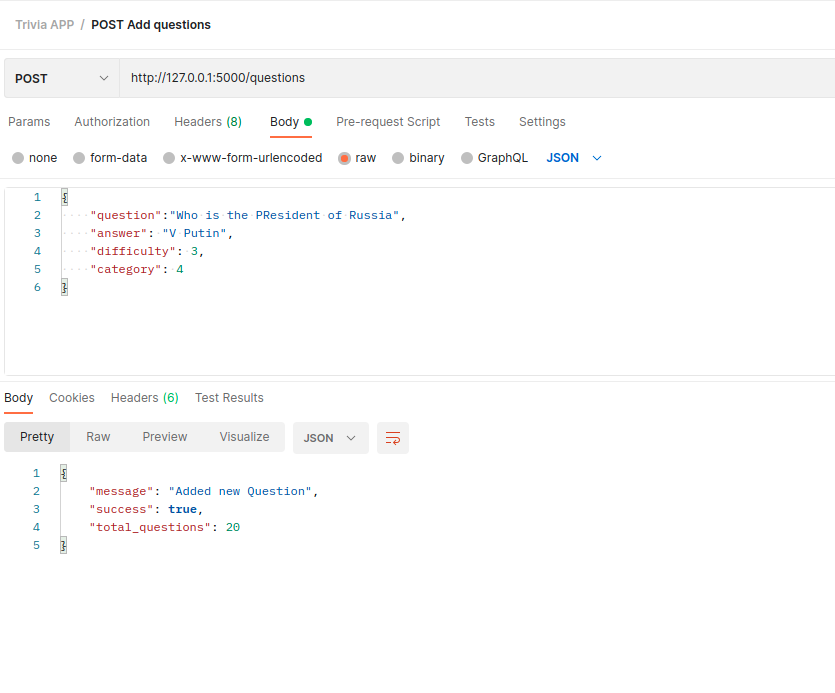 Trivia APP / POST Add questions
POST http://127.0.0.1:5000/questions
Params Authorization Headers (8) Body Pre-request Script Tests Settings
none form-data x-www-form-urlencoded raw binary GraphQL JSON
1 {
2 "question":"Who is the PResident of Russia",
3 "answer": "V Putin",
4 "difficulty": 3,
5 "category": 4
6 }
Body Cookies Headers (6) Test Results
Pretty Raw Preview Visualize JSON
1 {
2 "message": "Added new Question",
3 "success": true,
4 "total_questions": 20
5 }